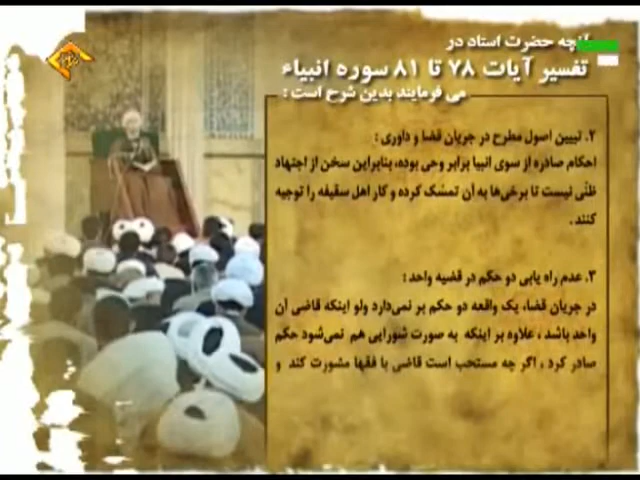 آنچه حضرت استاد در
تفسیر آیات ۷۸ تا ۸۱ سوره انبیاء
می فرمایند بدین شرح است :
۲. تبیین اصول مطرح در جریان قضا و داوری :
احکام صادره از سوی انبیا برابر وحی بوده، بنابراین سخن از اجتهاد
ظنّی نیست تا برخی‌ها به آن تمسّک کرده و کار اهل سقیفه را توجیه
کنند .
۳. عدم راه یابی دو حکم در قضیه واحد :
در جریان قضا، یک واقعه دو حکم بر نمی‌دارد ولو اینکه قاضی آن
واحد باشد ، علاوه بر اینکه به صورت شورایی هم نمی‌شود حکم
صادر کرد ، اگر چه مستحب است قاضی با فقها مشورت کند و